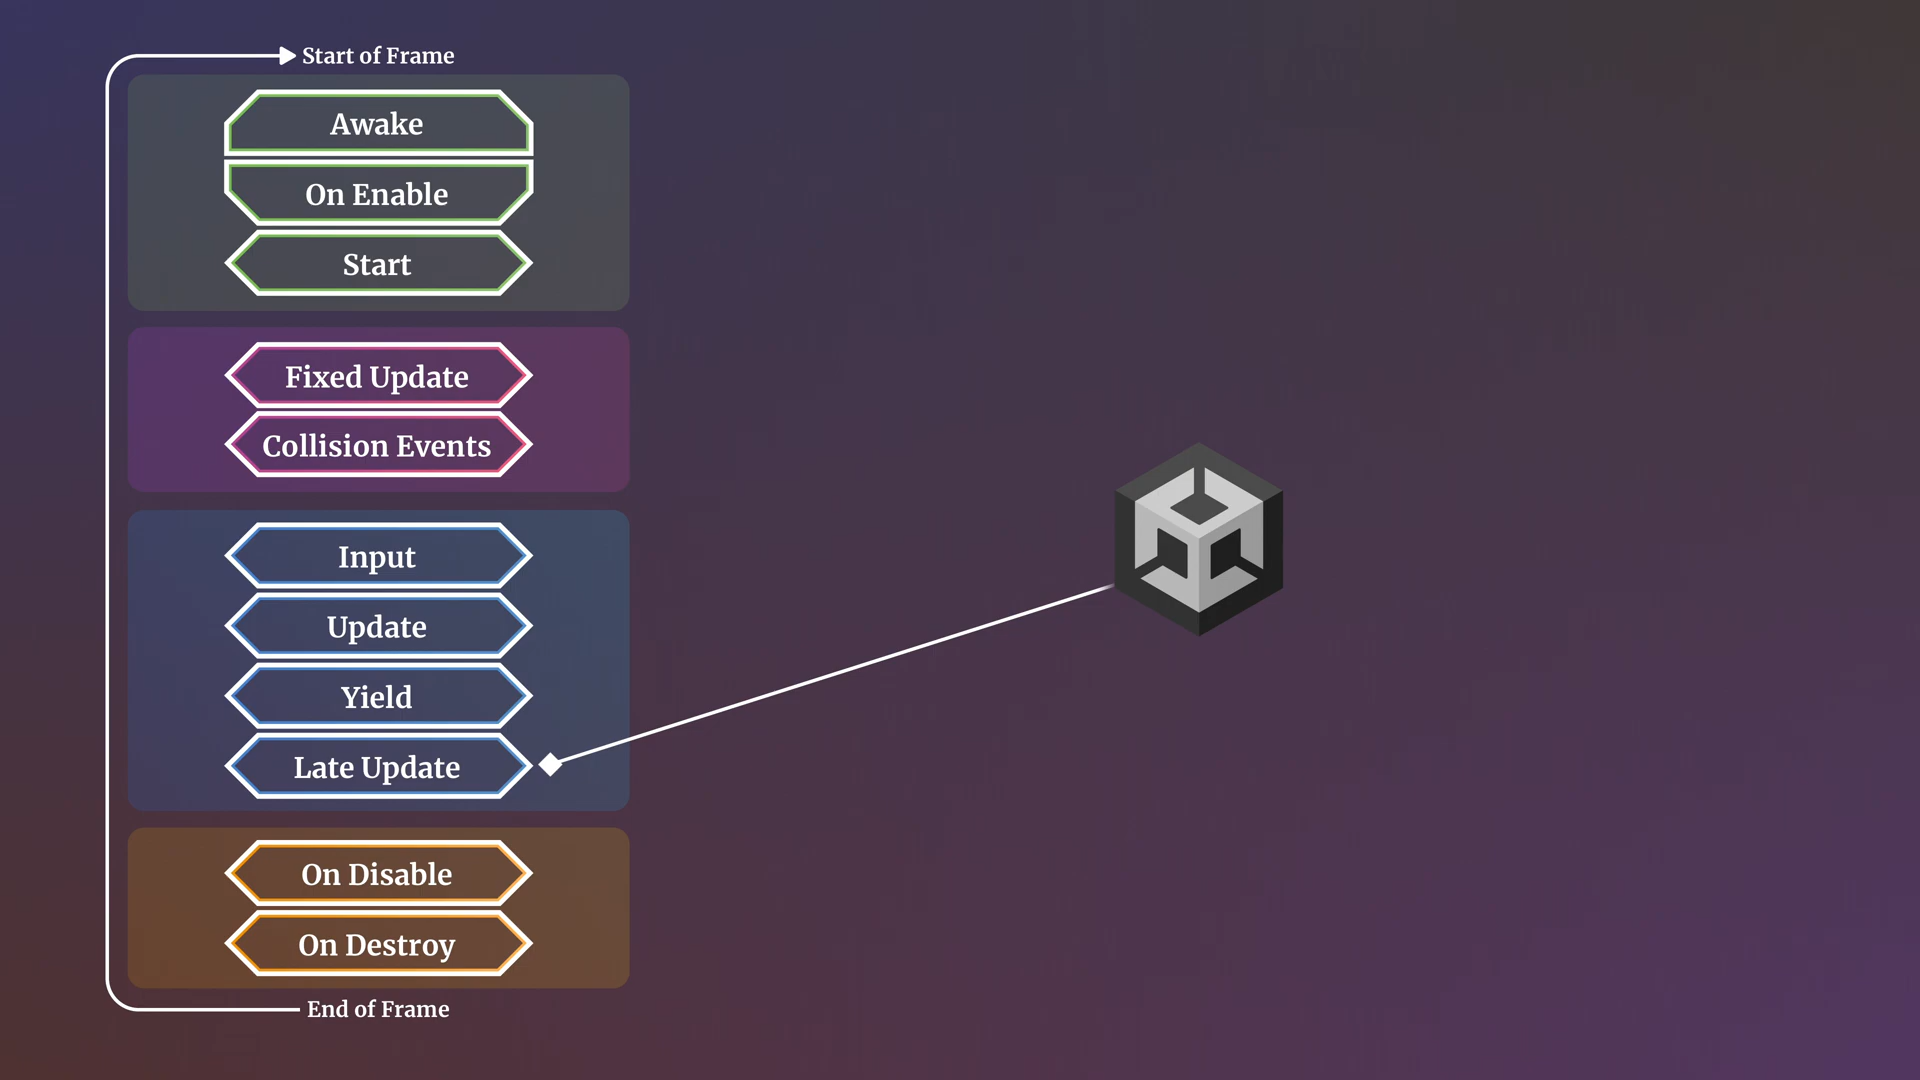 Start of Frame
Awake
On Enable
Start
Fixed Update
Collision Events
Input
Update
Yield
Late Update
On Disable
On Destroy
End of Frame